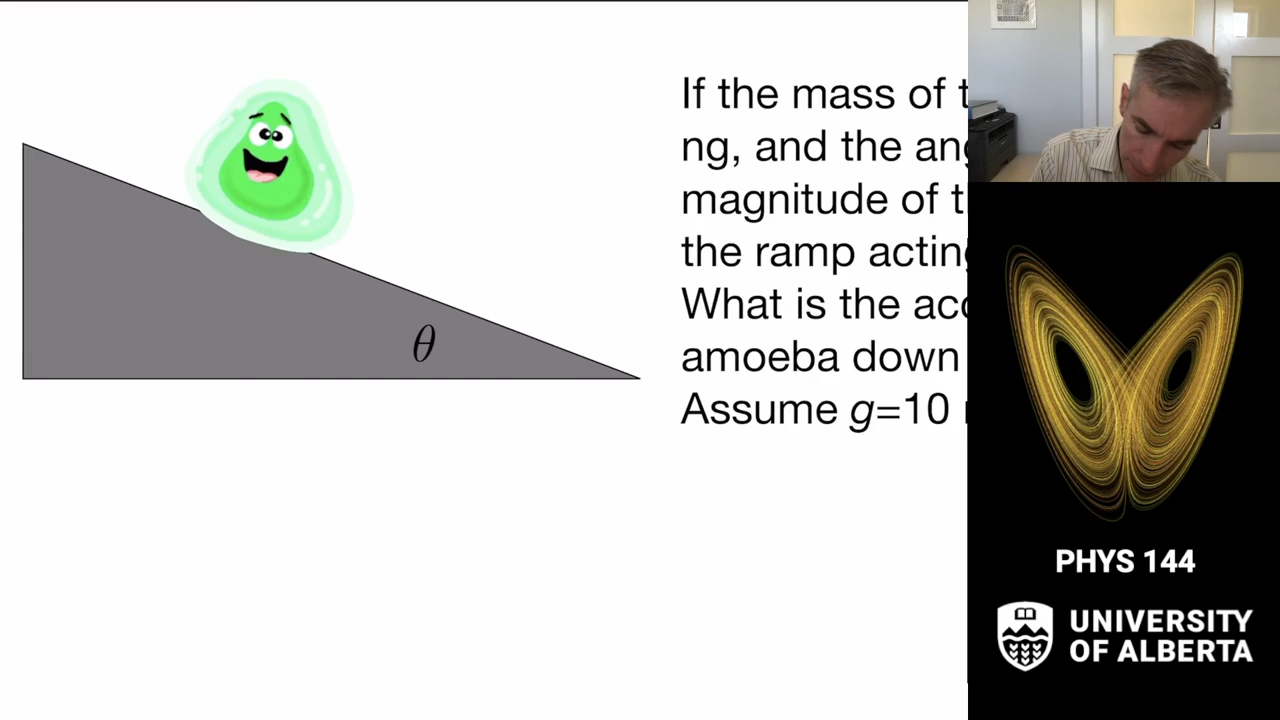 If the mass of t
ng, and the ang
magnitude of th
the ramp acting
What is the acc
amoeba down
Assume g=10
θ
PHYS 144
UNIVERSITY
OF ALBERTA